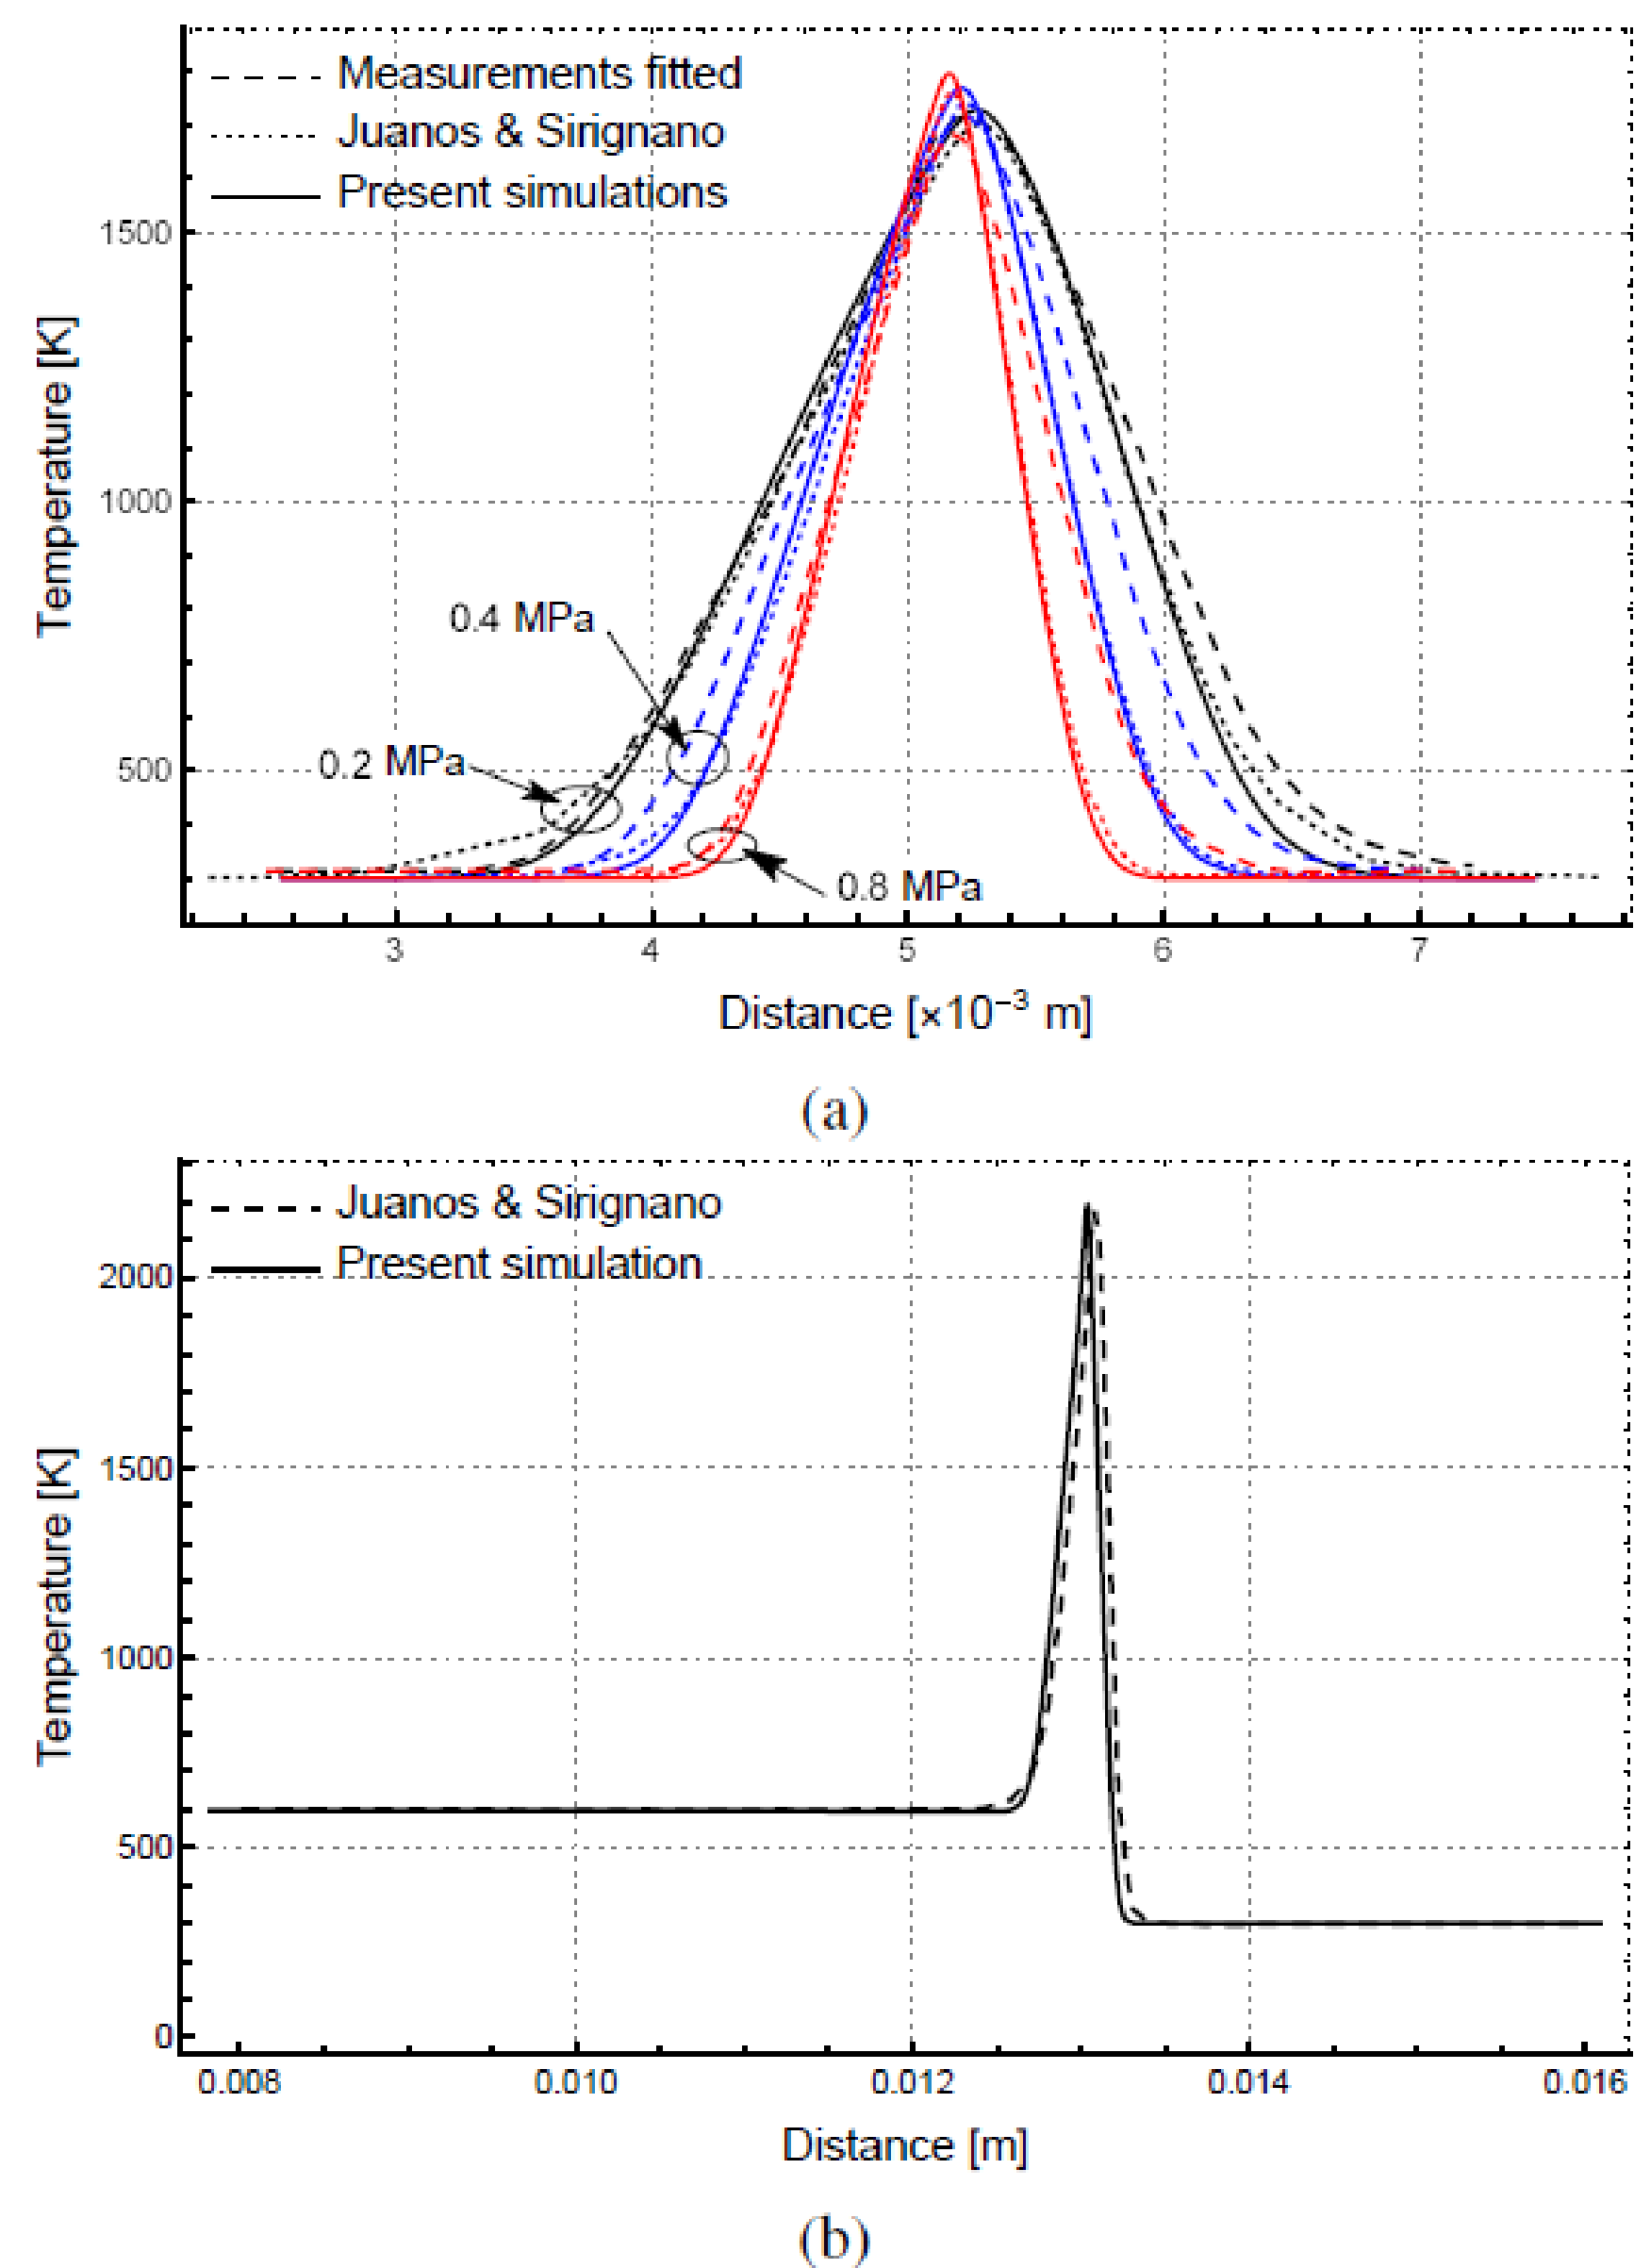 Measurements fitted
Juanos & Sirignano
Present simulations
1500
1000
500
Temperature [K]
0.4 MPa
0.2 MPa
0.8 MPa
3 4 5 6 7
Distance [×10⁻³ m]
(a)
Juanos & Sirignano
Present simulation
2000
1500
1000
500
0
Temperature [K]
0.008 0.010 0.012 0.014 0.016
Distance [m]
(b)